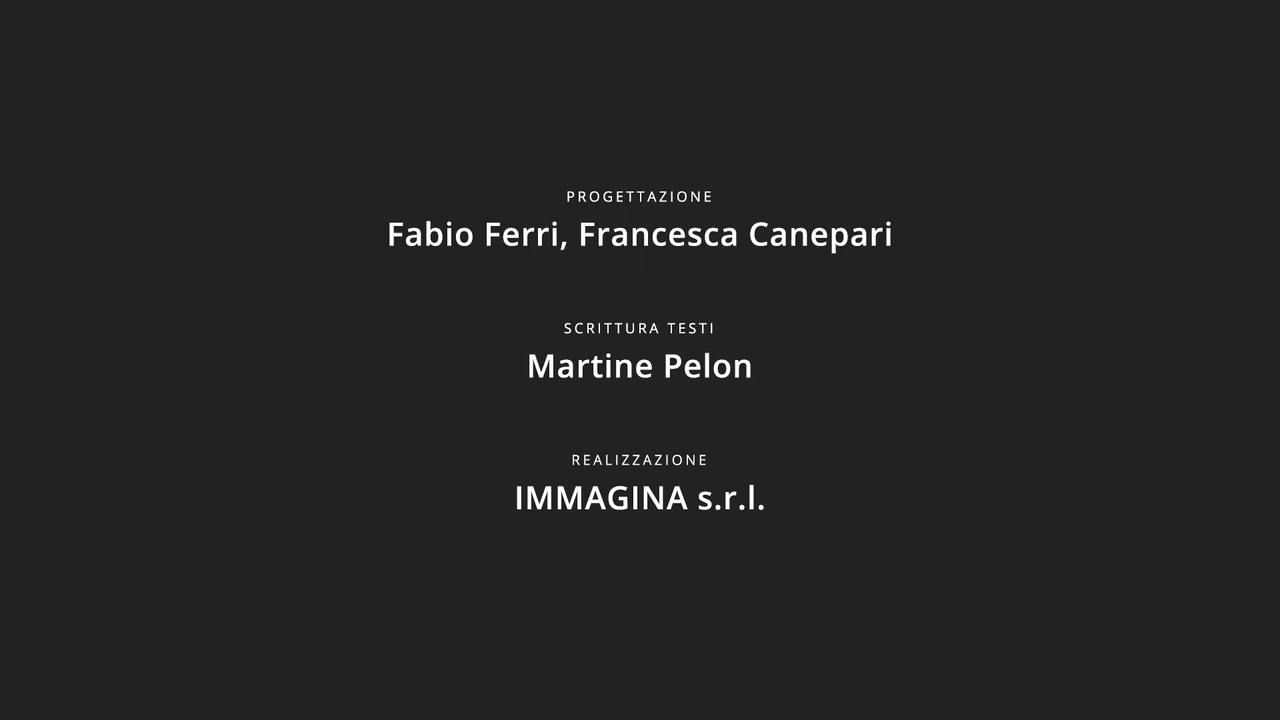 PROGETTAZIONE
Fabio Ferri, Francesca Canepari
SCRITTURA TESTI
Martine Pelon
REALIZZAZIONE
IMMAGINA s.r.l.